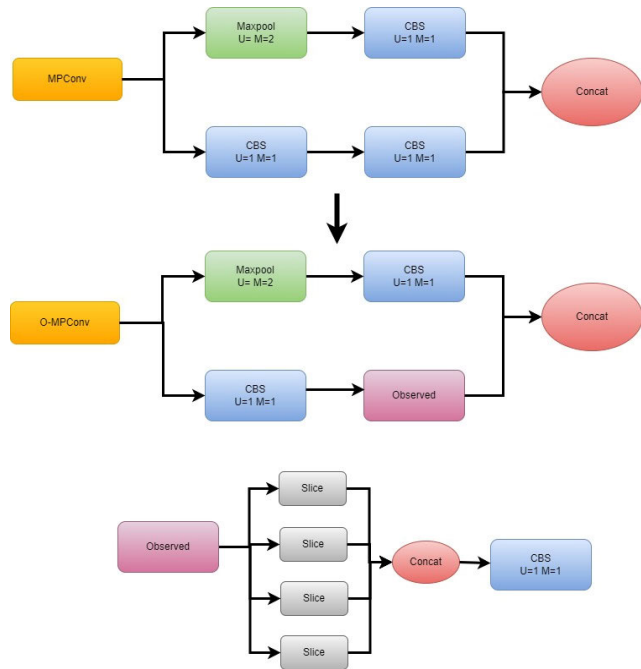 Maxpool
U= M=2
CBS
U=1 M=1
MPConv
Concat
CBS
U=1 M=1
CBS
U=1 M=1
Maxpool
U= M=2
CBS
U=1 M=1
O-MPConv
Concat
CBS
U=1 M=1
Observed
Slice
Slice
Observed
Concat
CBS
U=1 M=1
Slice
Slice